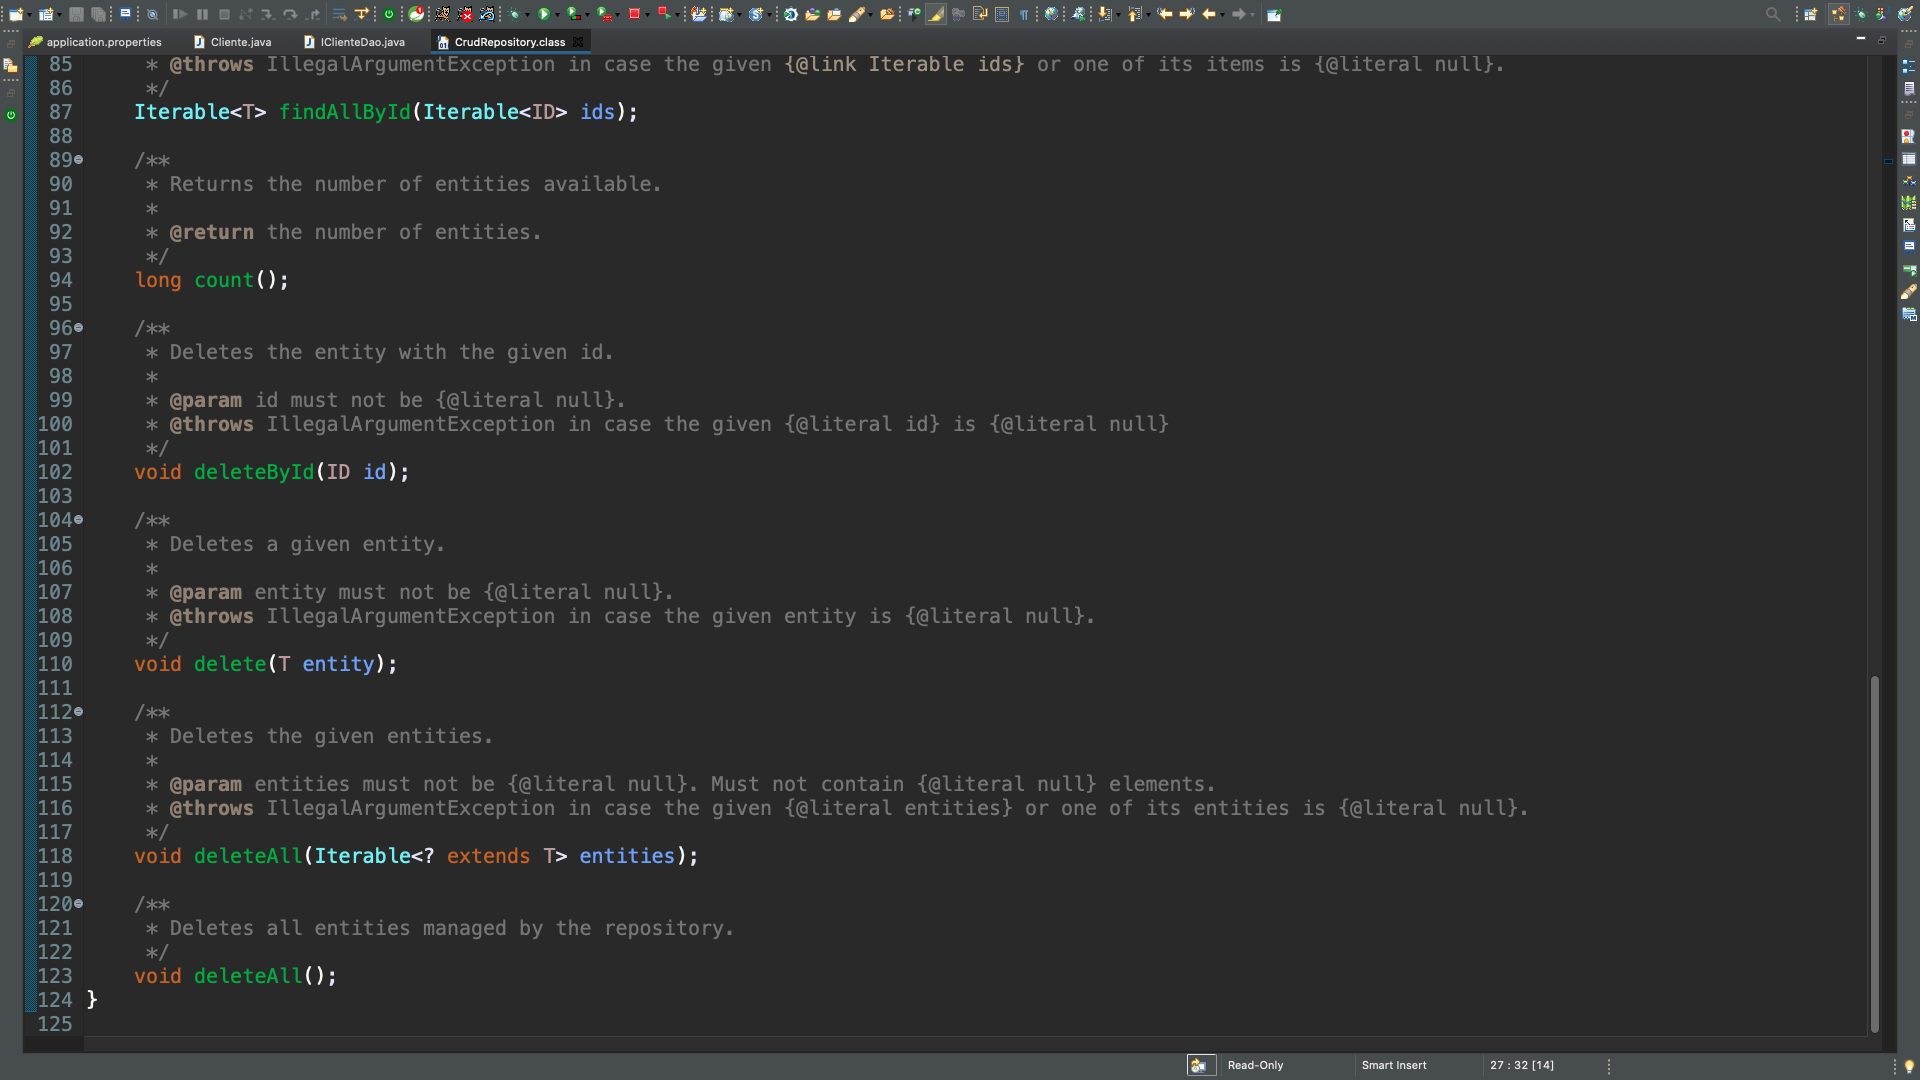 application.properties
Cliente.java
IClienteDao.java
CrudRepository.class
85 * @throws IllegalArgumentException in case the given {@link Iterable ids} or one of its items is {@literal null}.
86 */
87 Iterable<T> findAllById(Iterable<ID> ids);
88
89 /**
90 * Returns the number of entities available.
91 *
92 * @return the number of entities.
93 */
94 long count();
95
96 /**
97 * Deletes the entity with the given id.
98 *
99 * @param id must not be {@literal null}.
100 * @throws IllegalArgumentException in case the given {@literal id} is {@literal null}
101 */
102 void deleteById(ID id);
103
104 /**
105 * Deletes a given entity.
106 *
107 * @param entity must not be {@literal null}.
108 * @throws IllegalArgumentException in case the given entity is {@literal null}.
109 */
110 void delete(T entity);
111
112 /**
113 * Deletes the given entities.
114 *
115 * @param entities must not be {@literal null}. Must not contain {@literal null} elements.
116 * @throws IllegalArgumentException in case the given {@literal entities} or one of its entities is {@literal null}.
117 */
118 void deleteAll(Iterable<? extends T> entities);
119
120 /**
121 * Deletes all entities managed by the repository.
122 */
123 void deleteAll();
124 }
125
Read-Only
Smart Insert
27 : 32 [14]